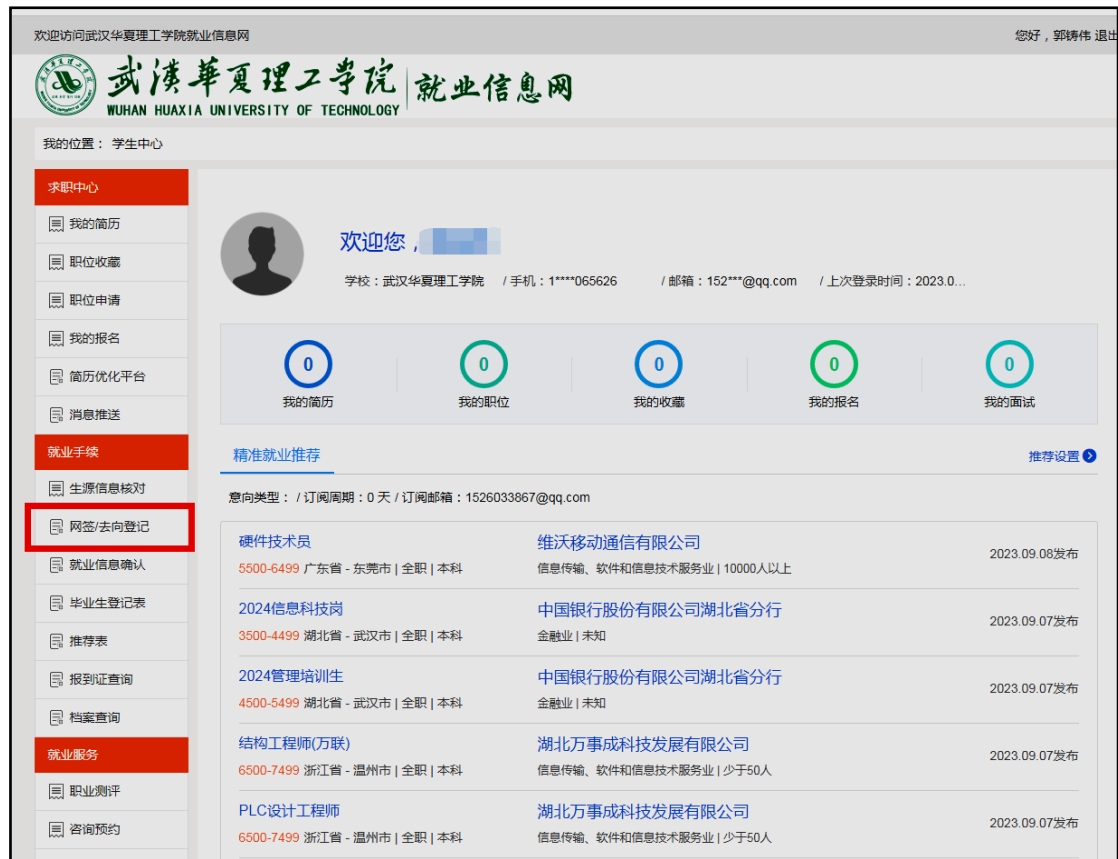 欢迎访问武汉华夏理工学院就业信息网 您好，郭铸伟 退出
武漢華夏理工学院 就业信息网
WUHAN HUAXIA UNIVERSITY OF TECHNOLOGY
我的位置： 学生中心
求职中心
我的简历
职位收藏
职位申请
我的报名
简历优化平台
消息推送
就业手续
生源信息核对
网签/去向登记
就业信息确认
毕业生登记表
推荐表
报到证查询
档案查询
就业服务
职业测评
咨询预约
欢迎您，
学校：武汉华夏理工学院 /手机：1****065626 /邮箱：152***@qq.com /上次登录时间：2023.0...
0 0 0 0 0
我的简历 我的职位 我的收藏 我的报名 我的面试
精准就业推荐 推荐设置
意向类型： /订阅周期：0 天 /订阅邮箱：1526033867@qq.com
硬件技术员 维沃移动通信有限公司 2023.09.08发布
5500-6499 广东省 - 东莞市 | 全职 | 本科 信息传输、软件和信息技术服务业 | 10000人以上
2024信息科技岗 中国银行股份有限公司湖北省分行 2023.09.07发布
3500-4499 湖北省 - 武汉市 | 全职 | 本科 金融业 | 未知
2024管理培训生 中国银行股份有限公司湖北省分行 2023.09.07发布
4500-5499 湖北省 - 武汉市 | 全职 | 本科 金融业 | 未知
结构工程师(万联) 湖北万事成科技发展有限公司 2023.09.07发布
6500-7499 浙江省 - 温州市 | 全职 | 本科 信息传输、软件和信息技术服务业 | 少于50人
PLC设计工程师 湖北万事成科技发展有限公司 2023.09.07发布
6500-7499 浙江省 - 温州市 | 全职 | 本科 信息传输、软件和信息技术服务业 | 少于50人